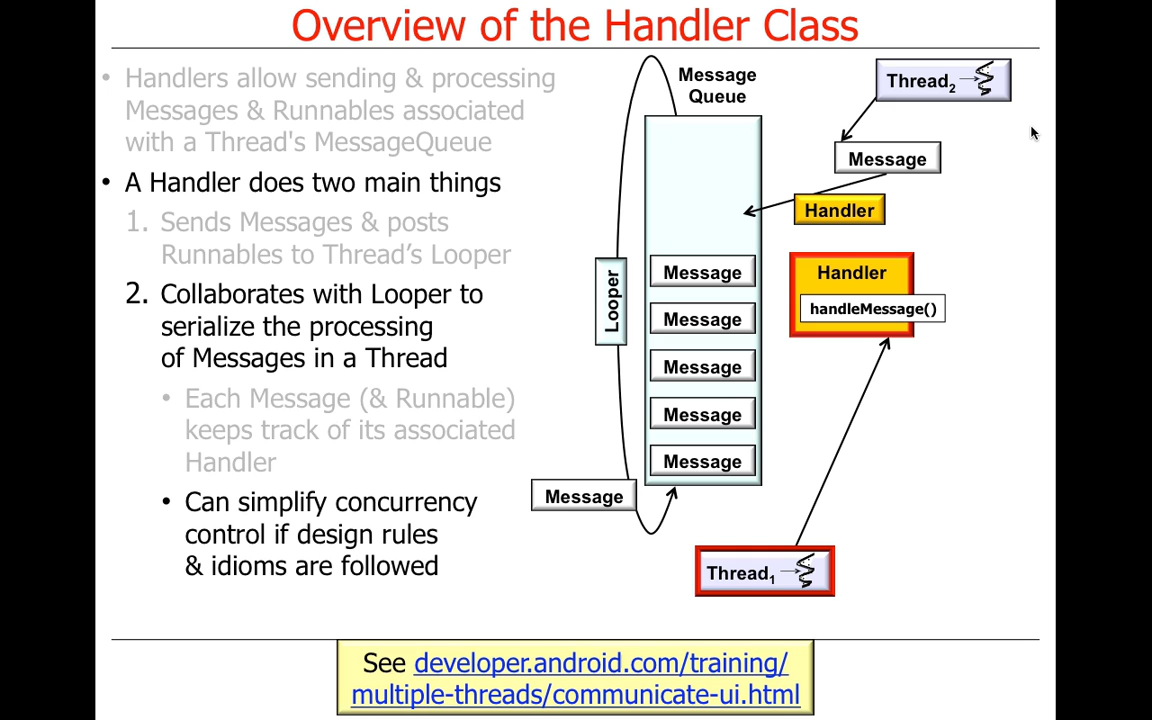 Overview of the Handler Class
• Handlers allow sending & processing
Messages & Runnables associated
with a Thread's MessageQueue
• A Handler does two main things
1. Sends Messages & posts
Runnables to Thread’s Looper
2. Collaborates with Looper to
serialize the processing
of Messages in a Thread
• Each Message (& Runnable)
keeps track of its associated
Handler
• Can simplify concurrency
control if design rules
& idioms are followed
Message
Queue
Thread2
Message
Handler
Handler
handleMessage()
Looper
Message
Message
Message
Message
Message
Message
Thread1
See developer.android.com/training/
multiple-threads/communicate-ui.html